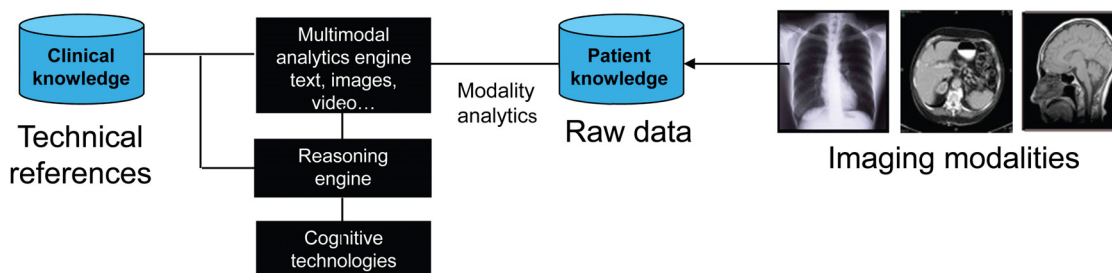 Clinical
knowledge
Technical
references
Multimodal
analytics engine
text, images,
video...
Reasoning
engine
Cognitive
technologies
Modality
analytics
Patient
knowledge
Raw data
Imaging modalities